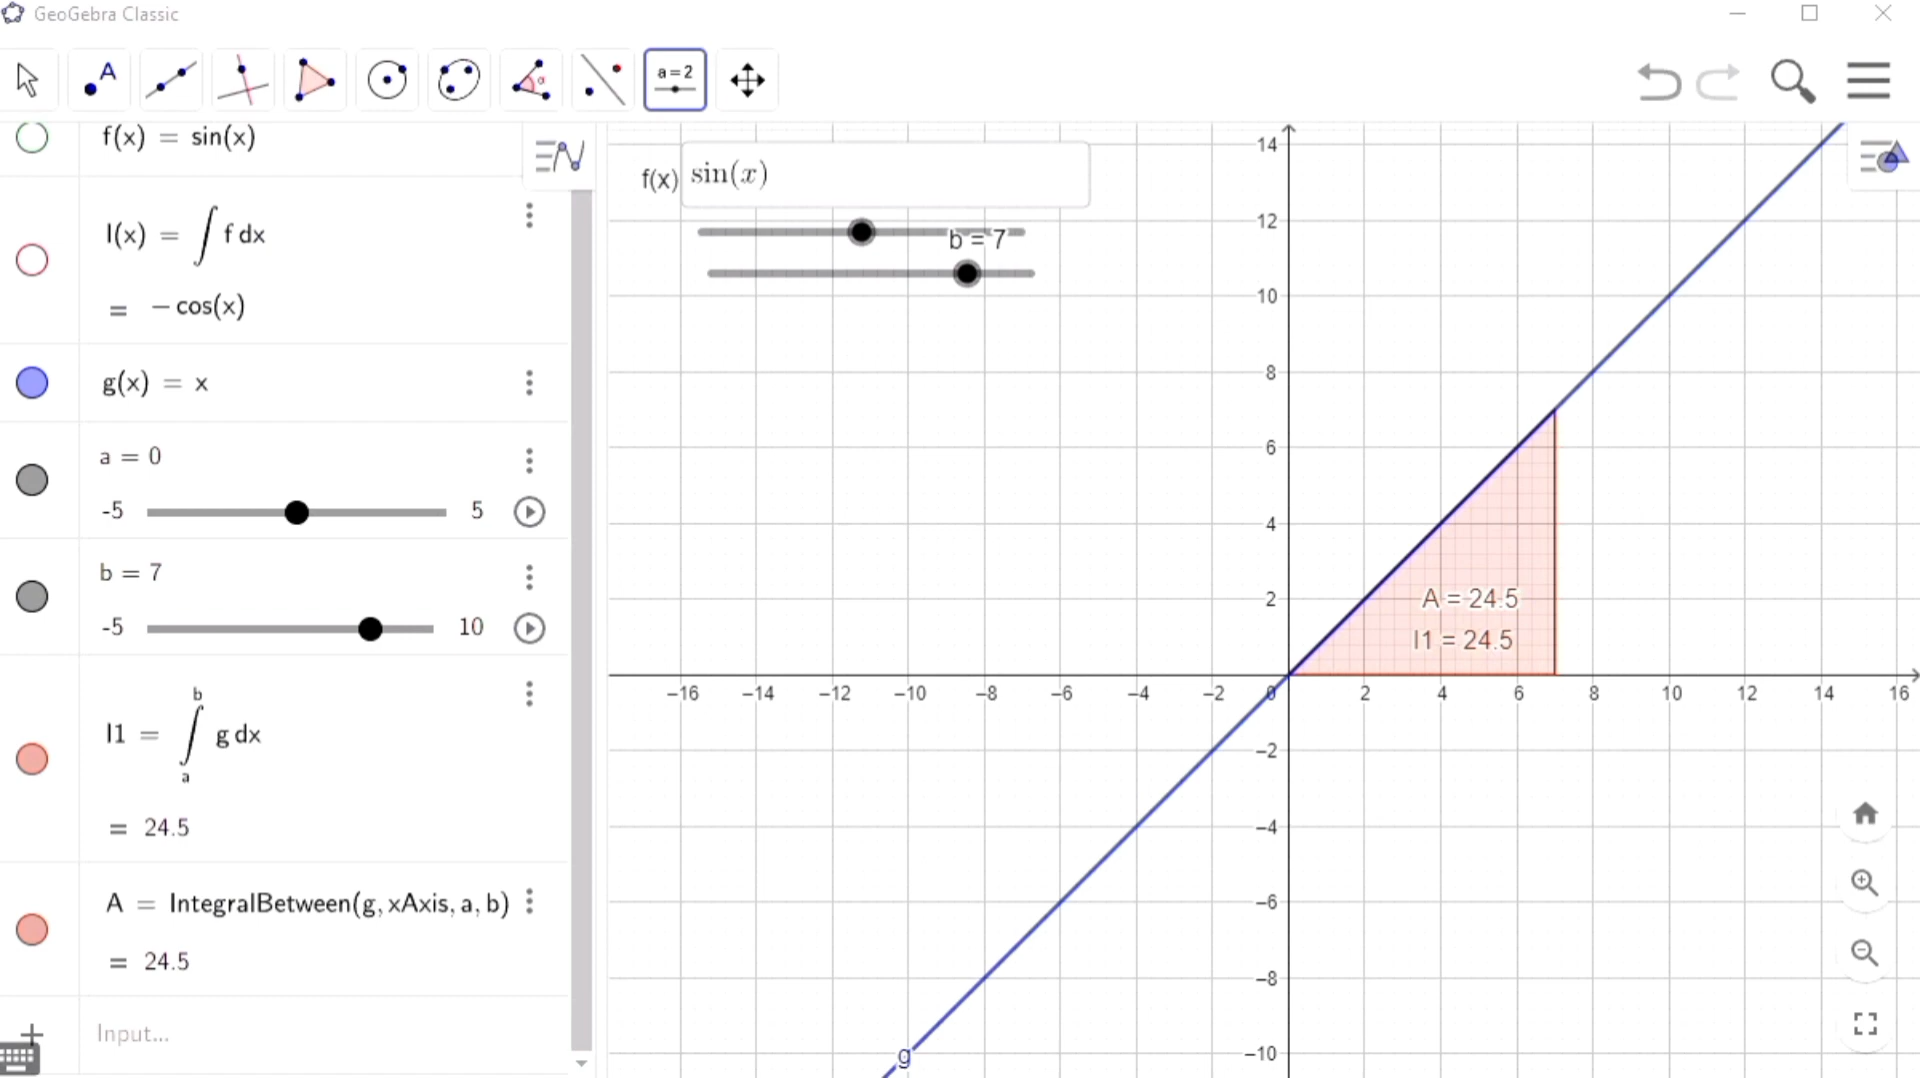 GeoGebra Classic
A
α
a = 2
f(x) = sin(x)
I(x) = ∫ f dx
= − cos(x)
g(x) = x
a = 0
-5 5
b = 7
-5 10
b
I1 = ∫ g dx
a
= 24.5
A = IntegralBetween(g, xAxis, a, b)
= 24.5
Input...
f(x) sin(x)
b = 7
14
12
10
8
6
4
2
A = 24.5
I1 = 24.5
−16 −14 −12 −10 −8 −6 −4 −2 0 2 4 6 8 10 12 14 16
−2
−4
−6
−8
−10
g